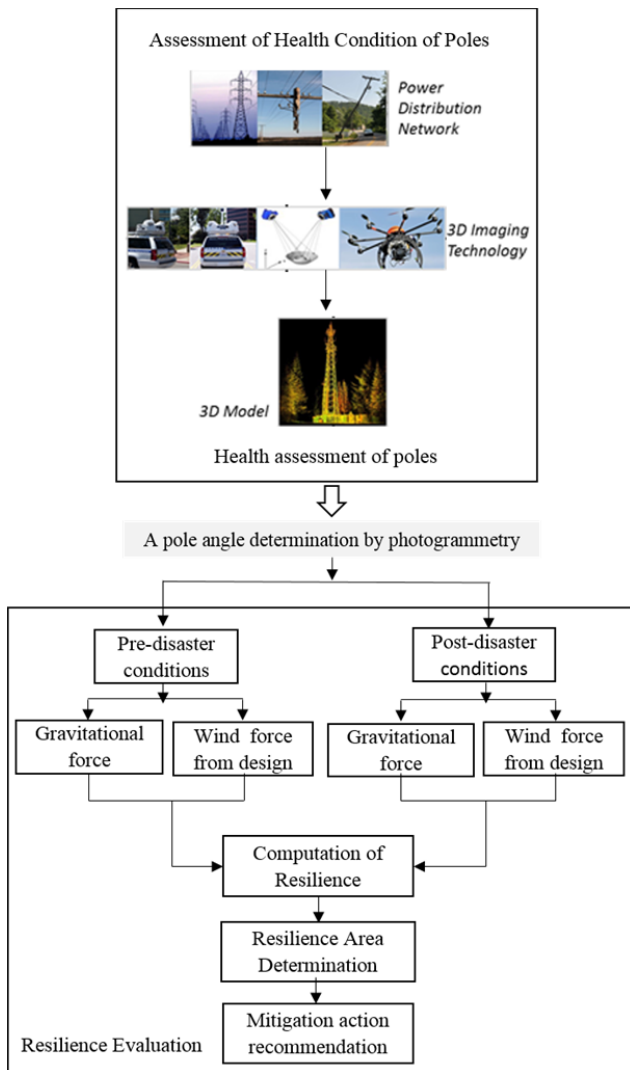 Assessment of Health Condition of Poles
Power
Distribution
Network
3D Imaging
Technology
3D Model
Health assessment of poles
A pole angle determination by photogrammetry
Pre-disaster
conditions
Post-disaster
conditions
Gravitational
force
Wind force
from design
Gravitational
force
Wind force
from design
Computation of
Resilience
Resilience Area
Determination
Mitigation action
recommendation
Resilience Evaluation